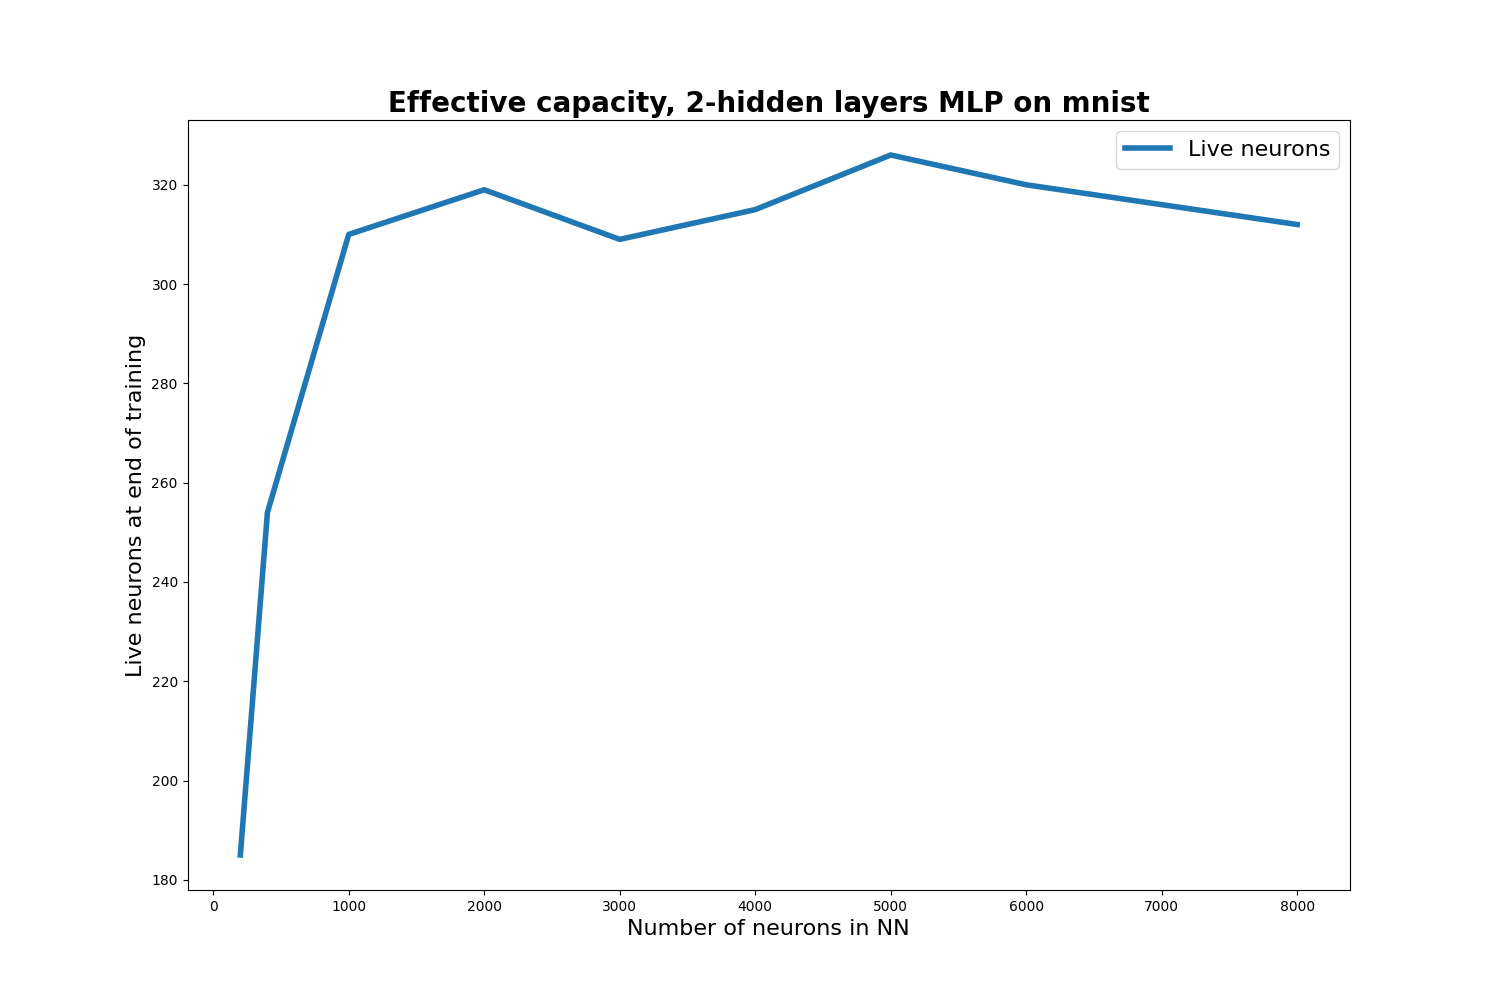 Effective capacity, 2-hidden layers MLP on mnist
Live neurons
Live neurons at end of training
320
300
280
260
240
220
200
180
0 1000 2000 3000 4000 5000 6000 7000 8000
Number of neurons in NN